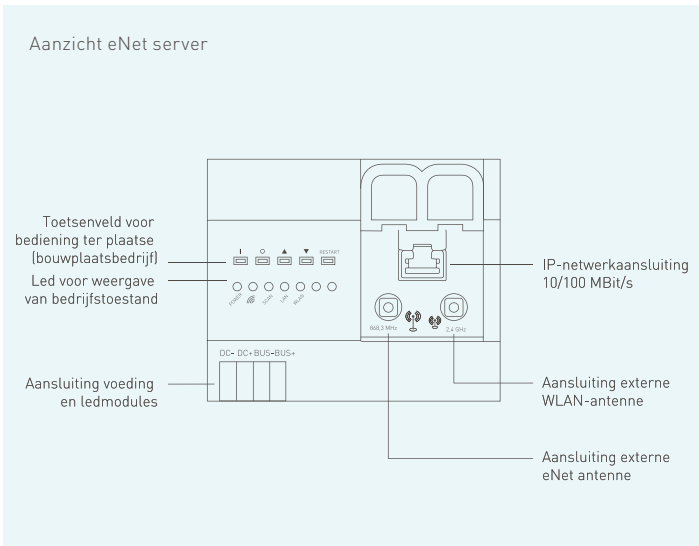 Aanzicht eNet server
Toetsenveld voor
bediening ter plaatse
(bouwplaatsbedrijf)
Led voor weergave
van bedrijfstoestand
Aansluiting voeding
en ledmodules
I O ▲ ▼ RESTART
POWER SCAN LAN WLAN
868,3 MHz 2,4 GHz
DC- DC+ BUS- BUS+
IP-netwerkaansluiting
10/100 MBit/s
Aansluiting externe
WLAN-antenne
Aansluiting externe
eNet antenne